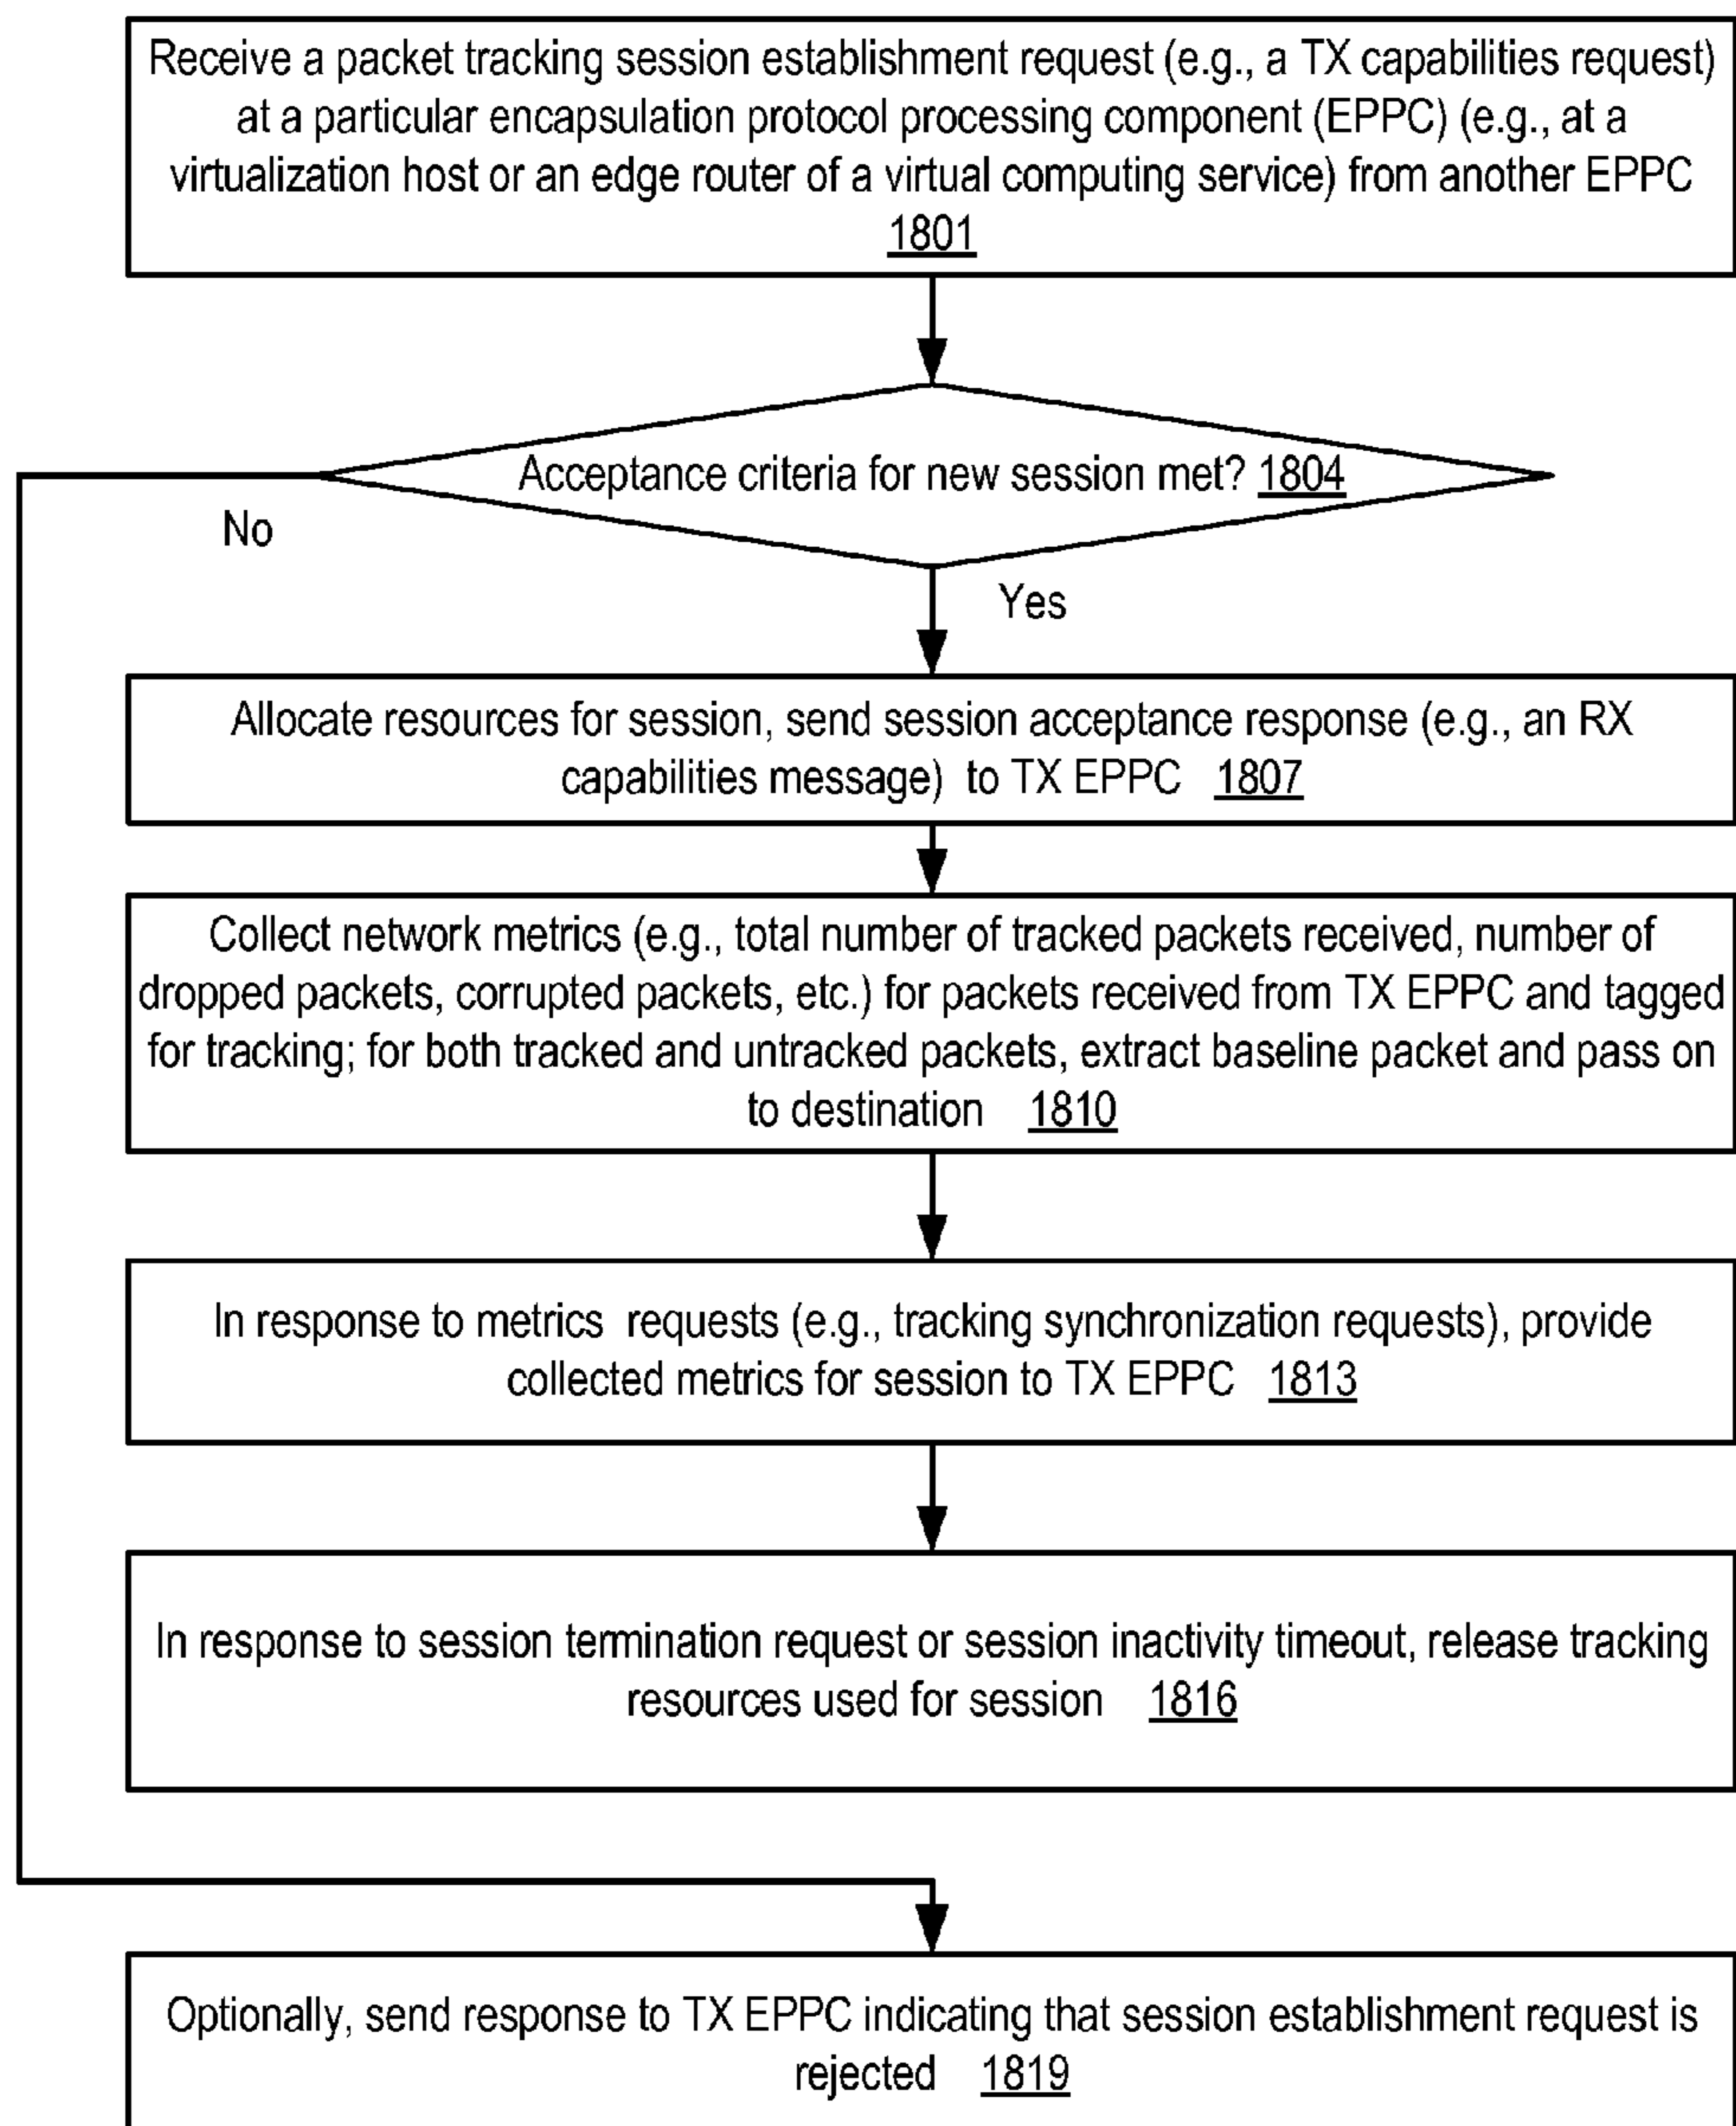 Receive a packet tracking session establishment request (e.g., a TX capabilities request)
at a particular encapsulation protocol processing component (EPPC) (e.g., at a
virtualization host or an edge router of a virtual computing service) from another EPPC
1801
Acceptance criteria for new session met? 1804
No
Yes
Allocate resources for session, send session acceptance response (e.g., an RX
capabilities message) to TX EPPC 1807
Collect network metrics (e.g., total number of tracked packets received, number of
dropped packets, corrupted packets, etc.) for packets received from TX EPPC and tagged
for tracking; for both tracked and untracked packets, extract baseline packet and pass on
to destination 1810
In response to metrics requests (e.g., tracking synchronization requests), provide
collected metrics for session to TX EPPC 1813
In response to session termination request or session inactivity timeout, release tracking
resources used for session 1816
Optionally, send response to TX EPPC indicating that session establishment request is
rejected 1819